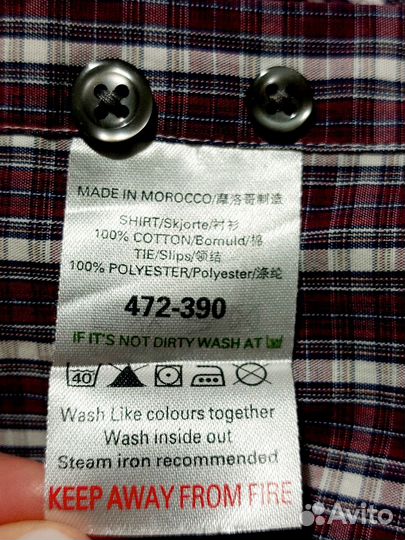 MADE IN MOROCCO/摩洛哥制造
SHIRT/Skjorte/衬衫
100% COTTON/Bomuld/棉
TIE/Slips/领结
100% POLYESTER/Polyester/涤纶
472-390
IF IT'S NOT DIRTY WASH AT
40
Wash Like colours together
Wash inside out
Steam iron recommended
KEEP AWAY FROM FIRE
Avito